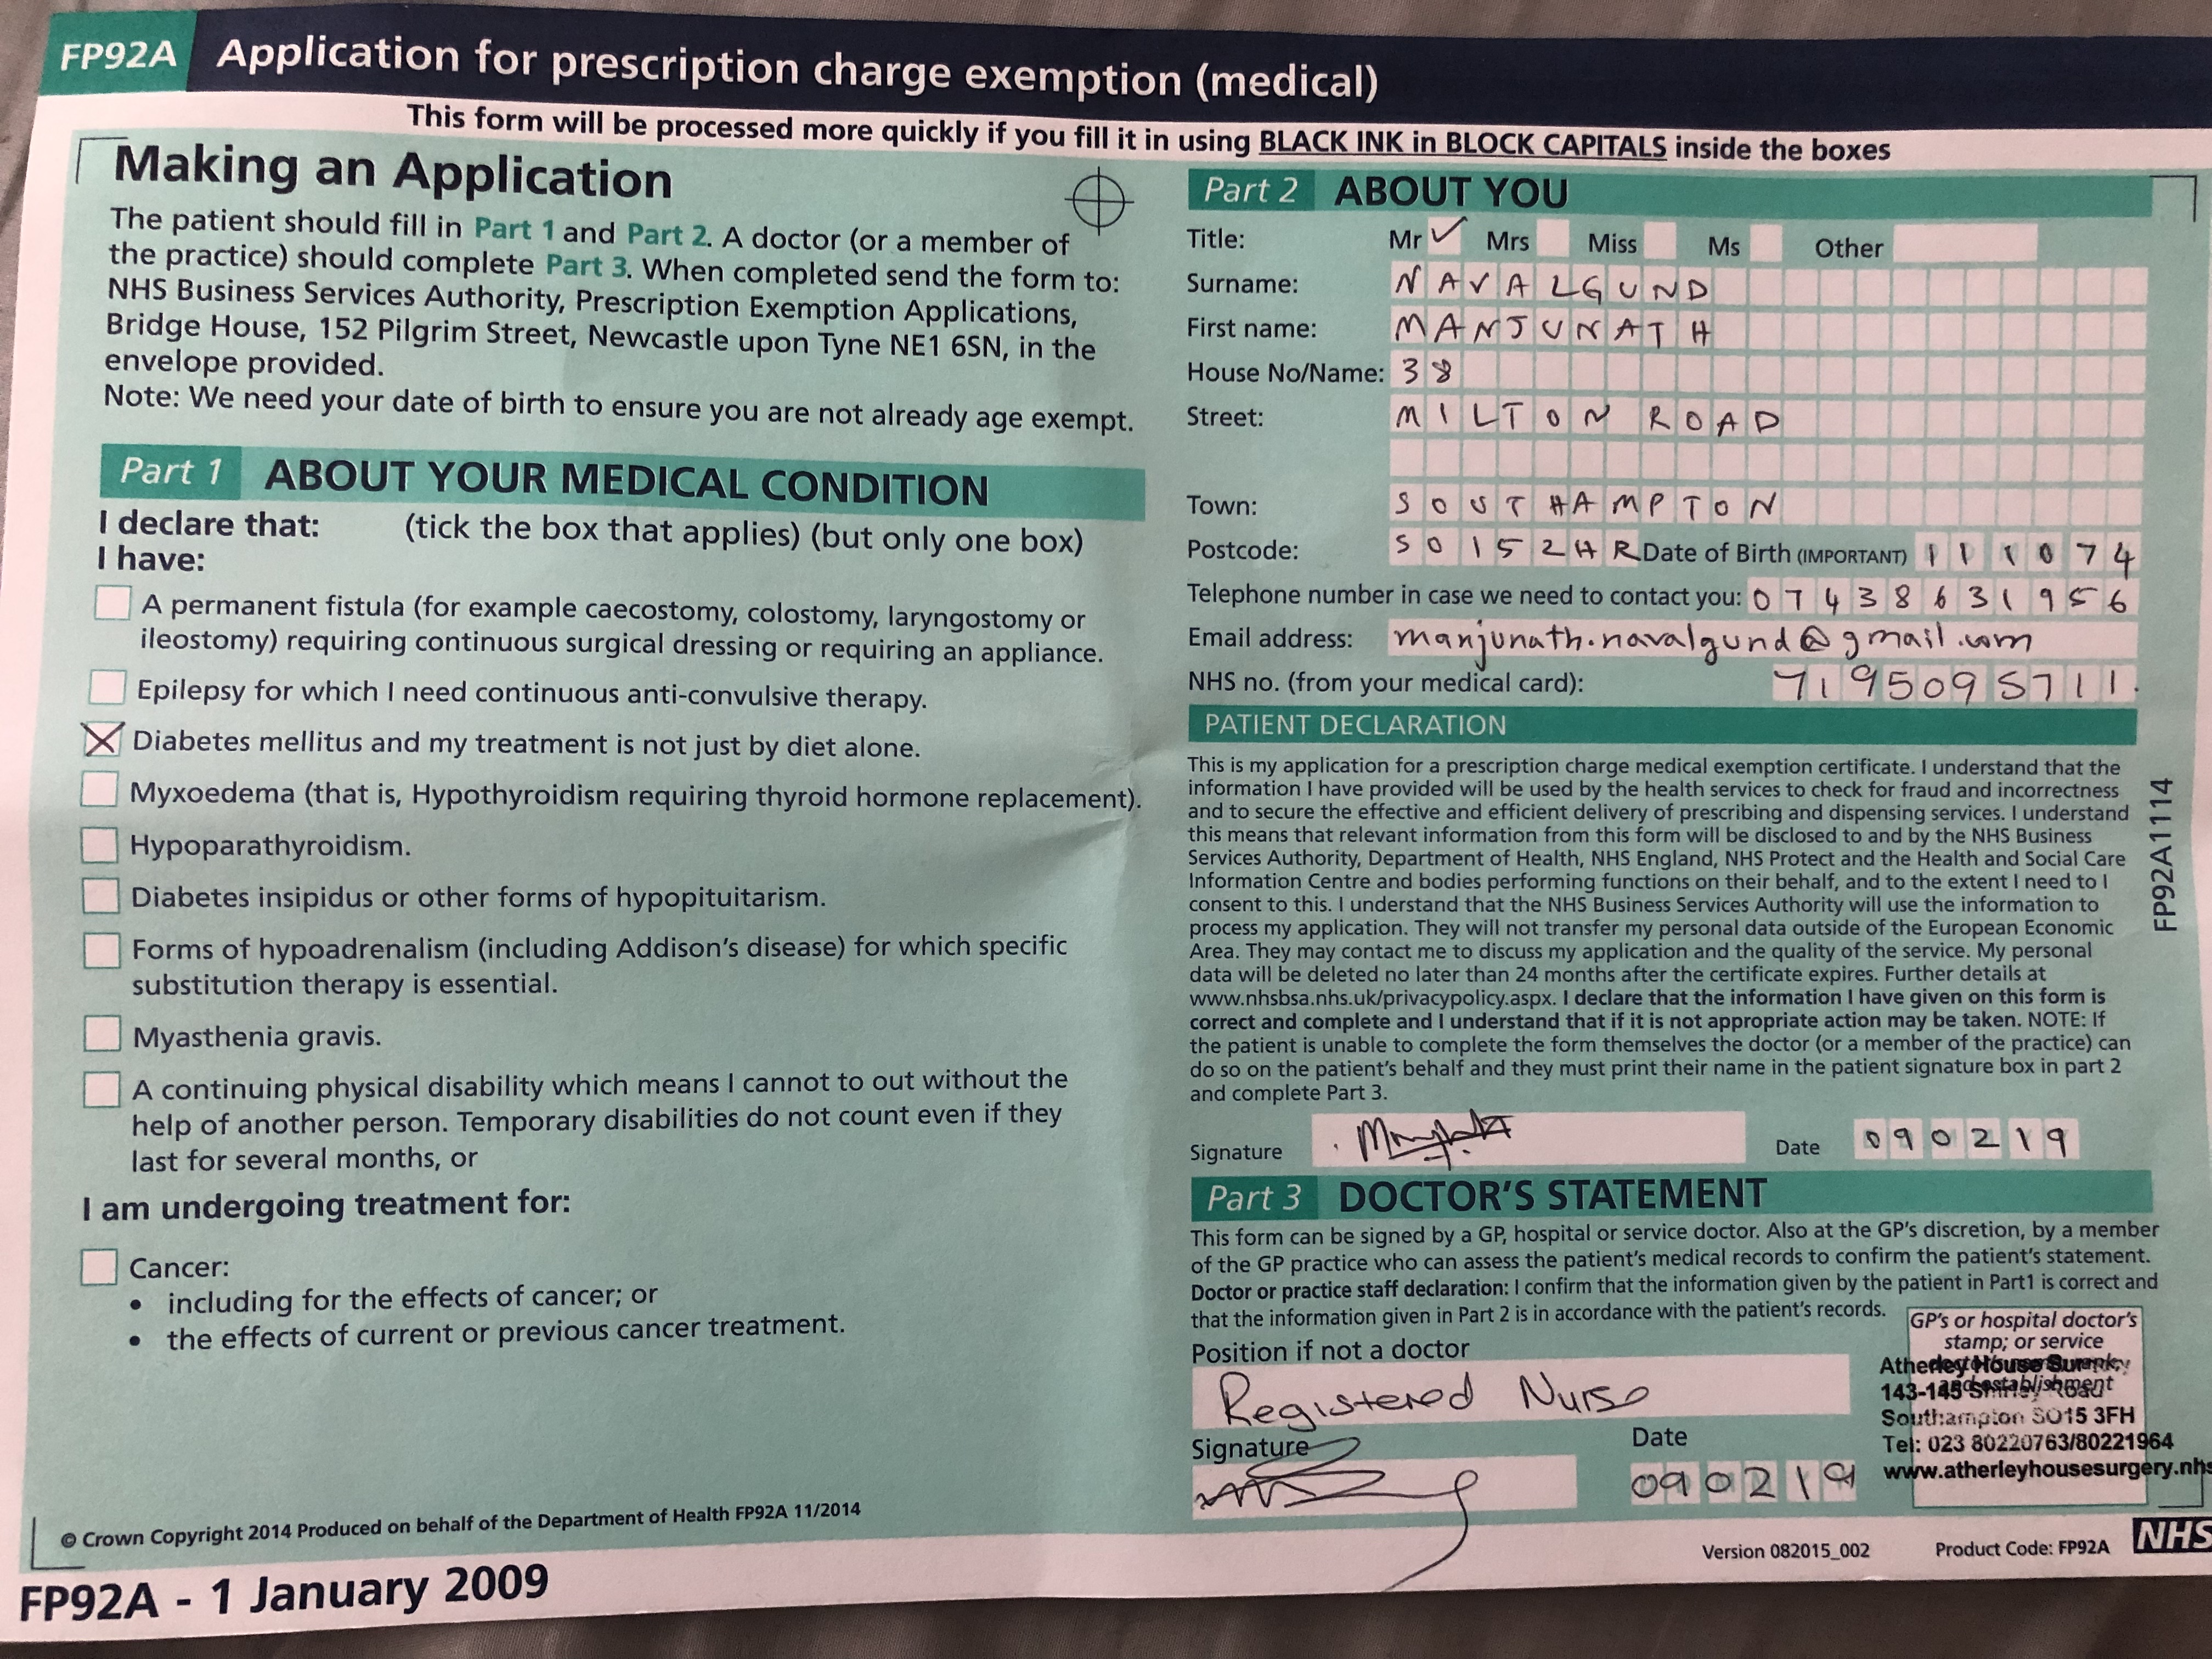 FP92A Application for prescription charge exemption (medical)
This form will be processed more quickly if you fill it in using BLACK INK in BLOCK CAPITALS inside the boxes
Making an Application
The patient should fill in Part 1 and Part 2. A doctor (or a member of
the practice) should complete Part 3. When completed send the form to:
NHS Business Services Authority, Prescription Exemption Applications,
Bridge House, 152 Pilgrim Street, Newcastle upon Tyne NE1 6SN, in the
envelope provided.
Note: We need your date of birth to ensure you are not already age exempt.
Part 1 ABOUT YOUR MEDICAL CONDITION
I declare that: (tick the box that applies) (but only one box)
I have:
A permanent fistula (for example caecostomy, colostomy, laryngostomy or
ileostomy) requiring continuous surgical dressing or requiring an appliance.
Epilepsy for which I need continuous anti-convulsive therapy.
X Diabetes mellitus and my treatment is not just by diet alone.
Myxoedema (that is, Hypothyroidism requiring thyroid hormone replacement).
Hypoparathyroidism.
Diabetes insipidus or other forms of hypopituitarism.
Forms of hypoadrenalism (including Addison's disease) for which specific
substitution therapy is essential.
Myasthenia gravis.
A continuing physical disability which means I cannot to out without the
help of another person. Temporary disabilities do not count even if they
last for several months, or
I am undergoing treatment for:
Cancer:
• including for the effects of cancer; or
• the effects of current or previous cancer treatment.
© Crown Copyright 2014 Produced on behalf of the Department of Health FP92A 11/2014
FP92A - 1 January 2009
Part 2 ABOUT YOU
Title: Mr ✓ Mrs Miss Ms Other
Surname: NAVALGUND
First name: MANJUNATH
House No/Name: 38
Street: MILTON ROAD
Town: SOUTHAMPTON
Postcode: SO15 2HR Date of Birth (IMPORTANT) 11 10 74
Telephone number in case we need to contact you: 07438631956
Email address: manjunath.navalgund@gmail.com
NHS no. (from your medical card): 7195095711
PATIENT DECLARATION
This is my application for a prescription charge medical exemption certificate. I understand that the
information I have provided will be used by the health services to check for fraud and incorrectness
and to secure the effective and efficient delivery of prescribing and dispensing services. I understand
this means that relevant information from this form will be disclosed to and by the NHS Business
Services Authority, Department of Health, NHS England, NHS Protect and the Health and Social Care
Information Centre and bodies performing functions on their behalf, and to the extent I need to I
consent to this. I understand that the NHS Business Services Authority will use the information to
process my application. They will not transfer my personal data outside of the European Economic
Area. They may contact me to discuss my application and the quality of the service. My personal
data will be deleted no later than 24 months after the certificate expires. Further details at
www.nhsbsa.nhs.uk/privacypolicy.aspx. I declare that the information I have given on this form is
correct and complete and I understand that if it is not appropriate action may be taken. NOTE: If
the patient is unable to complete the form themselves the doctor (or a member of the practice) can
do so on the patient's behalf and they must print their name in the patient signature box in part 2
and complete Part 3.
Signature Date 090219
Part 3 DOCTOR'S STATEMENT
This form can be signed by a GP, hospital or service doctor. Also at the GP's discretion, by a member
of the GP practice who can assess the patient's medical records to confirm the patient's statement.
Doctor or practice staff declaration: I confirm that the information given by the patient in Part1 is correct and
that the information given in Part 2 is in accordance with the patient's records.
Position if not a doctor
Registered Nurse
Signature Date
090219
GP's or hospital doctor's
stamp; or service
Atherley House Surgery
143-145
Southampton SO15 3FH
Tel: 023 80220763/80221964
www.atherleyhousesurgery.nhs
Version 082015_002 Product Code: FP92A NHS
FP92A1114